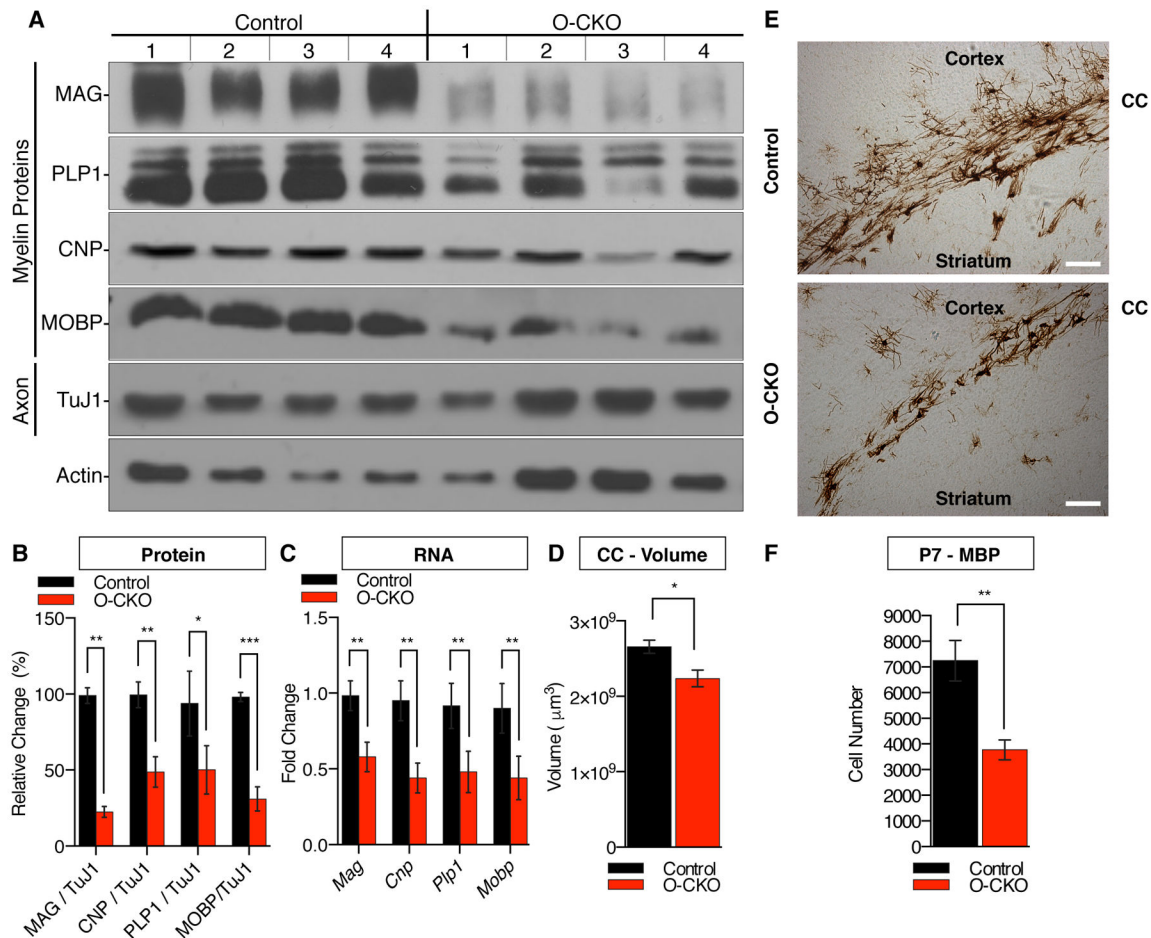 A
Control
O-CKO
1 2 3 4 1 2 3 4
Myelin Proteins
MAG
PLP1
CNP
MOBP
Axon
TuJ1
Actin
E
Control
Cortex
CC
Striatum
O-CKO
Cortex
CC
Striatum
B
Protein
Control
O-CKO
Relative Change (%)
150
100
50
0
** ** * ***
MAG / TuJ1
CNP / TuJ1
PLP1 / TuJ1
MOBP/TuJ1
C
RNA
Control
O-CKO
Fold Change
1.5
1.0
0.5
0.0
** ** ** **
Mag
Cnp
Plp1
Mobp
D
CC - Volume
*
Volume ( μm³)
3×10⁹
2×10⁹
1×10⁹
0
Control
O-CKO
F
P7 - MBP
**
Cell Number
9000
8000
7000
6000
5000
4000
3000
2000
1000
0
Control
O-CKO